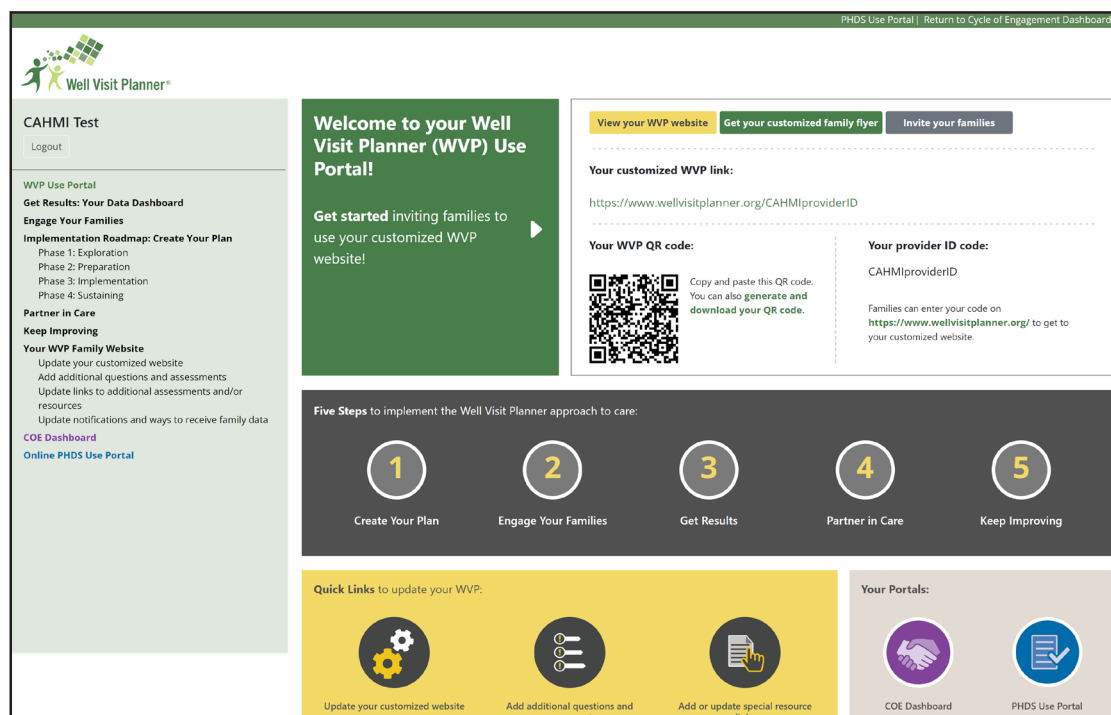 PHDS Use Portal | Return to Cycle of Engagement Dashboard
Well Visit Planner®
CAHMI Test
Logout
WVP Use Portal
Get Results: Your Data Dashboard
Engage Your Families
Implementation Roadmap: Create Your Plan
Phase 1: Exploration
Phase 2: Preparation
Phase 3: Implementation
Phase 4: Sustaining
Partner in Care
Keep Improving
Your WVP Family Website
Update your customized website
Add additional questions and assessments
Update links to additional assessments and/or
resources
Update notifications and ways to receive family data
COE Dashboard
Online PHDS Use Portal
Welcome to your Well
Visit Planner (WVP) Use
Portal!
Get started inviting families to
use your customized WVP
website!
View your WVP website
Get your customized family flyer
Invite your families
Your customized WVP link:
https://www.wellvisitplanner.org/CAHMIproviderID
Your WVP QR code:
Copy and paste this QR code.
You can also generate and
download your QR code.
Your provider ID code:
CAHMIproviderID
Families can enter your code on
https://www.wellvisitplanner.org/ to get to
your customized website.
Five Steps to implement the Well Visit Planner approach to care:
1
Create Your Plan
2
Engage Your Families
3
Get Results
4
Partner in Care
5
Keep Improving
Quick Links to update your WVP:
Update your customized website
Add additional questions and
Add or update special resource
Your Portals:
COE Dashboard
PHDS Use Portal